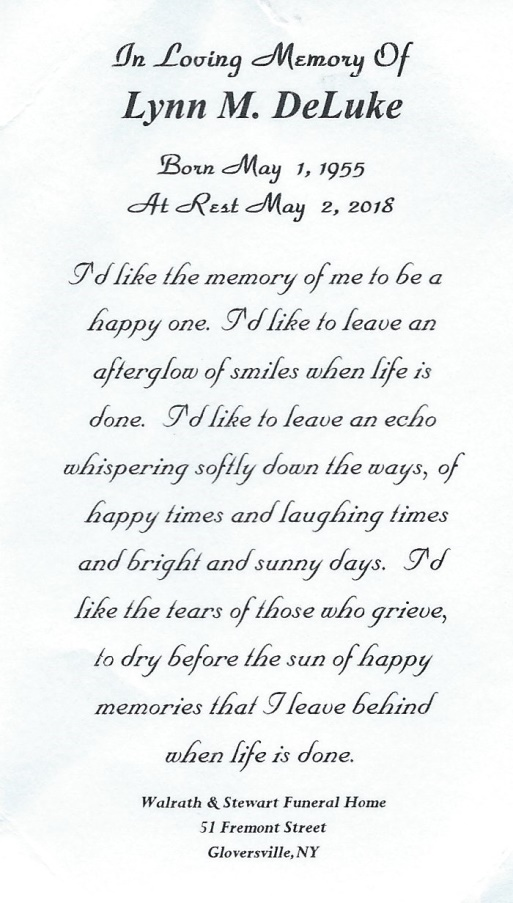 In Loving Memory Of
Lynn M. DeLuke
Born May 1, 1955
At Rest May 2, 2018
I'd like the memory of me to be a
happy one. I'd like to leave an
afterglow of smiles when life is
done. I'd like to leave an echo
whispering softly down the ways, of
happy times and laughing times
and bright and sunny days. I'd
like the tears of those who grieve,
to dry before the sun of happy
memories that I leave behind
when life is done.
Walrath & Stewart Funeral Home
51 Fremont Street
Gloversville, NY